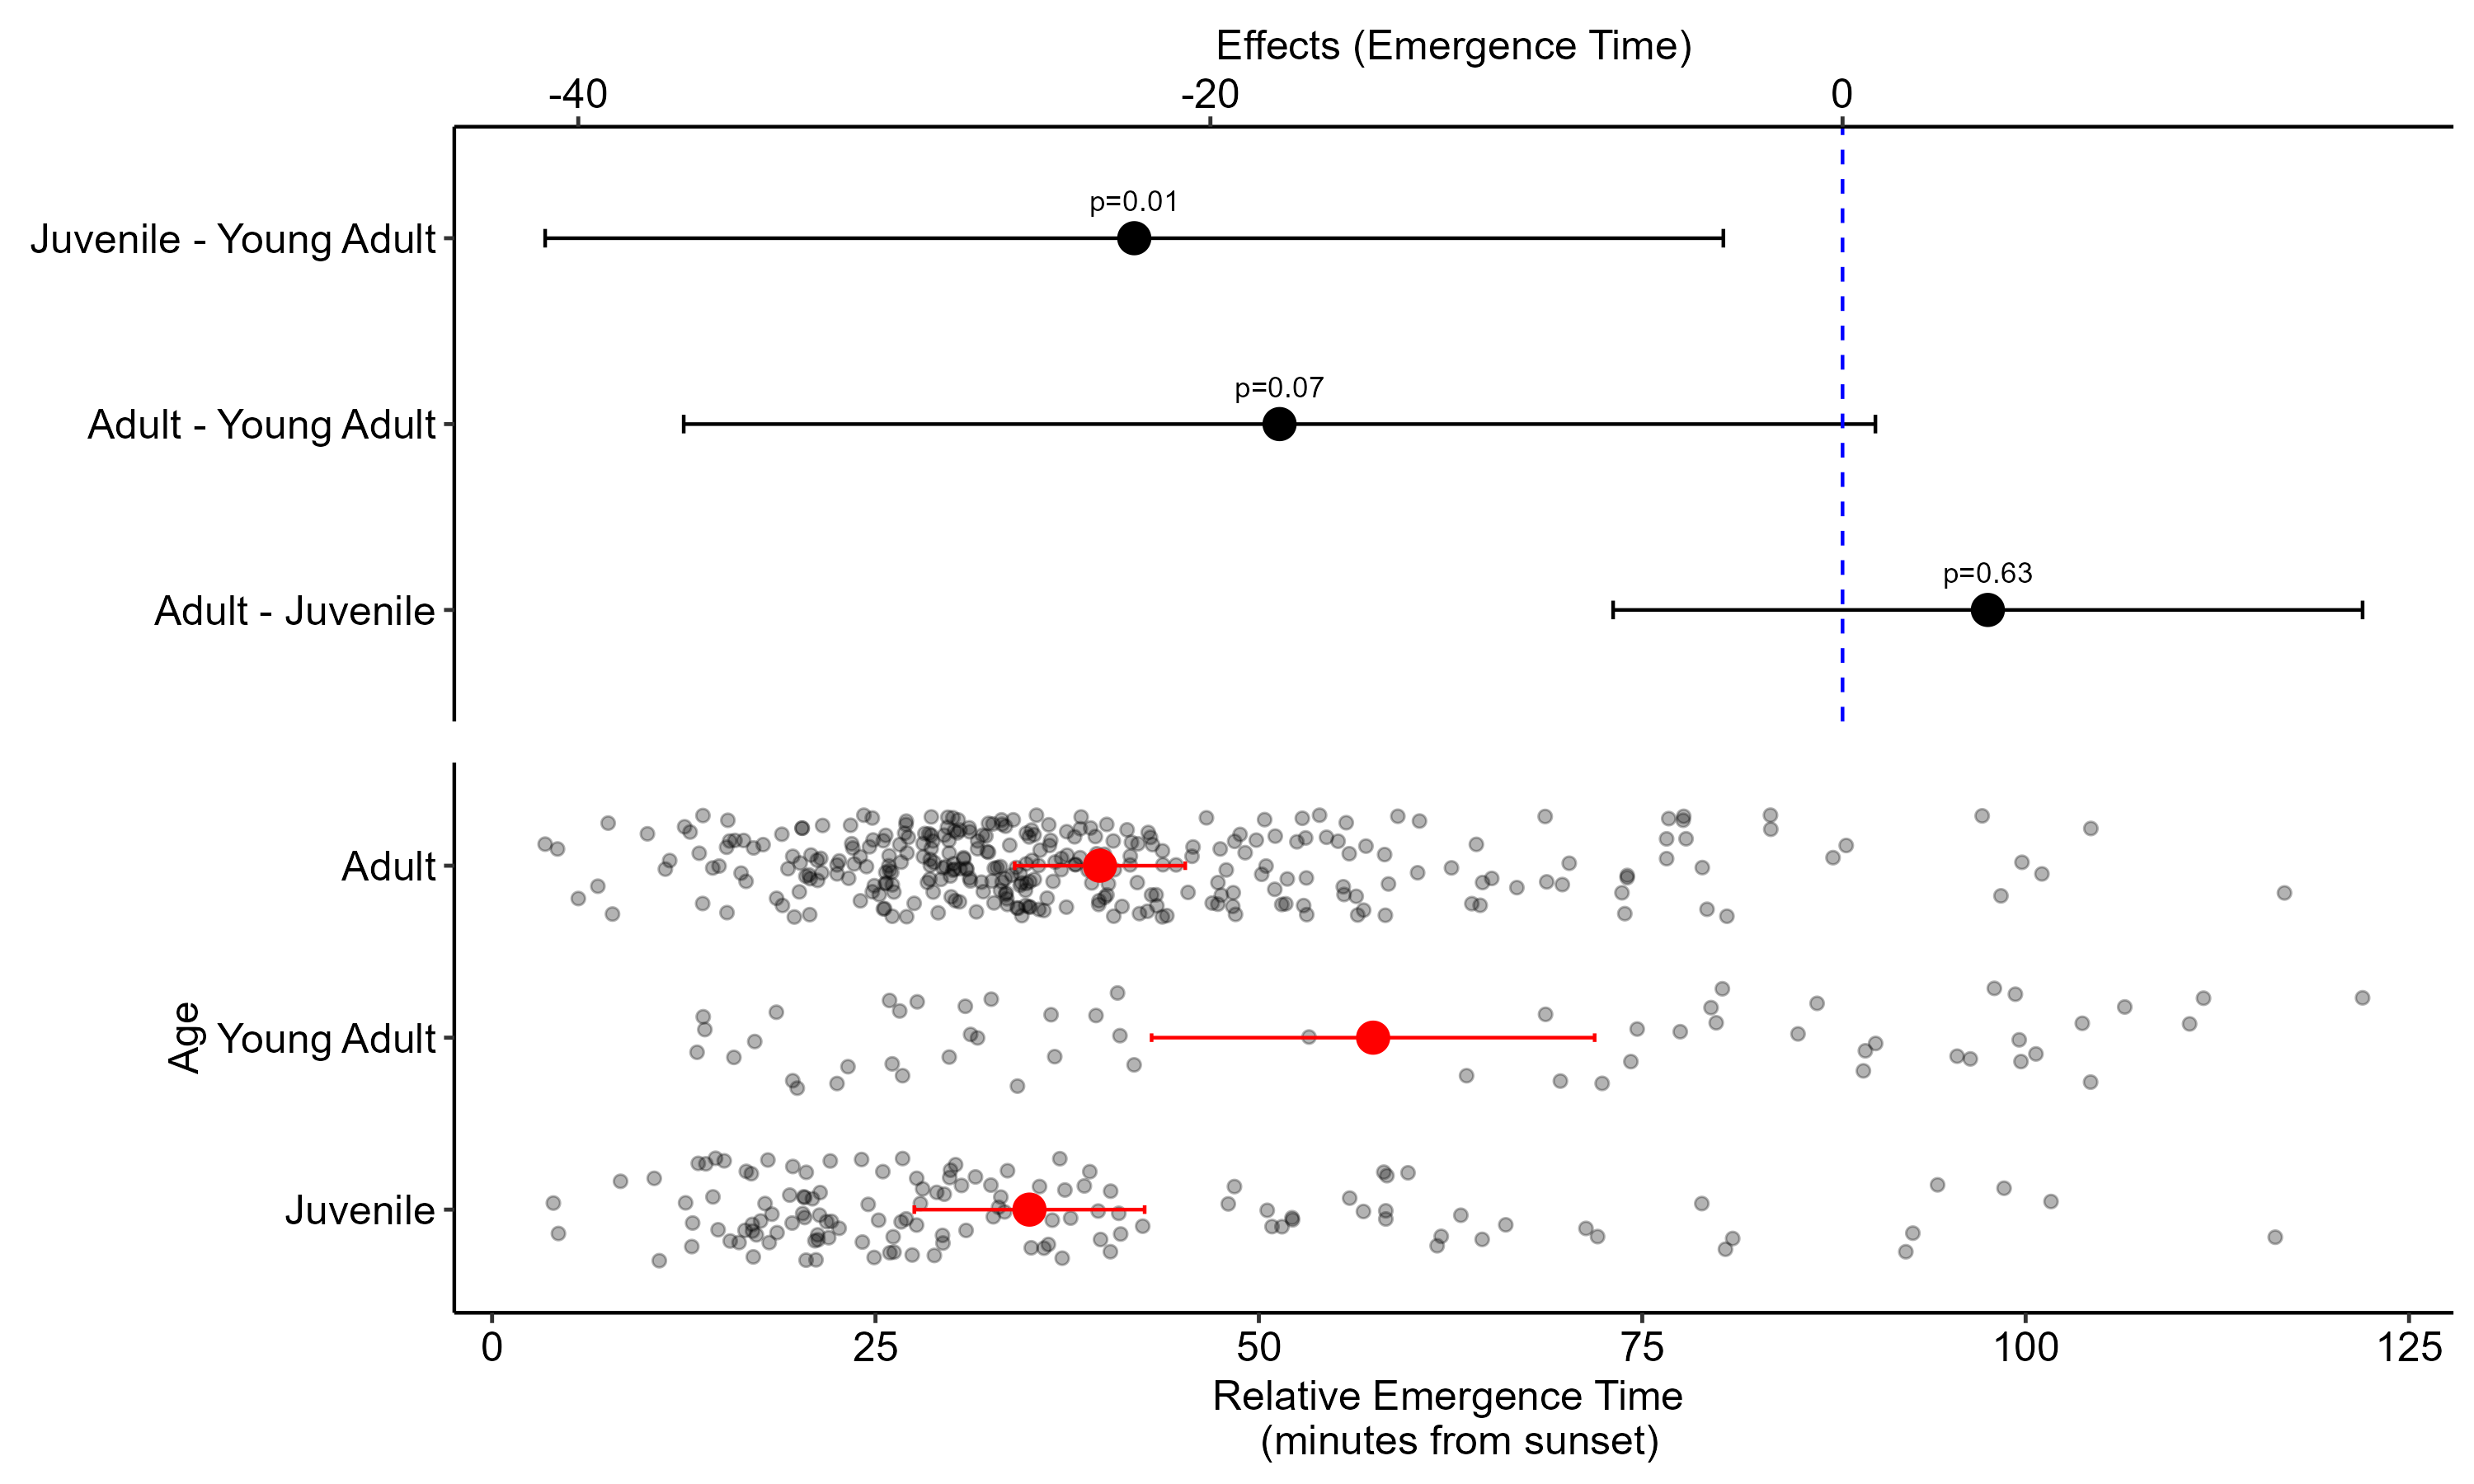 Effects (Emergence Time)
-40 -20 0
p=0.01
Juvenile - Young Adult
p=0.07
Adult - Young Adult
p=0.63
Adult - Juvenile
Adult
Age
Young Adult
Juvenile
0 25 50 75 100 125
Relative Emergence Time
(minutes from sunset)